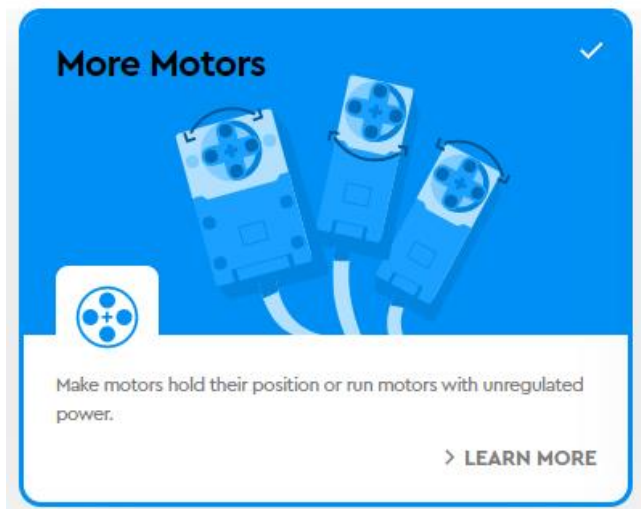 More Motors
Make motors hold their position or run motors with unregulated
power.
> LEARN MORE